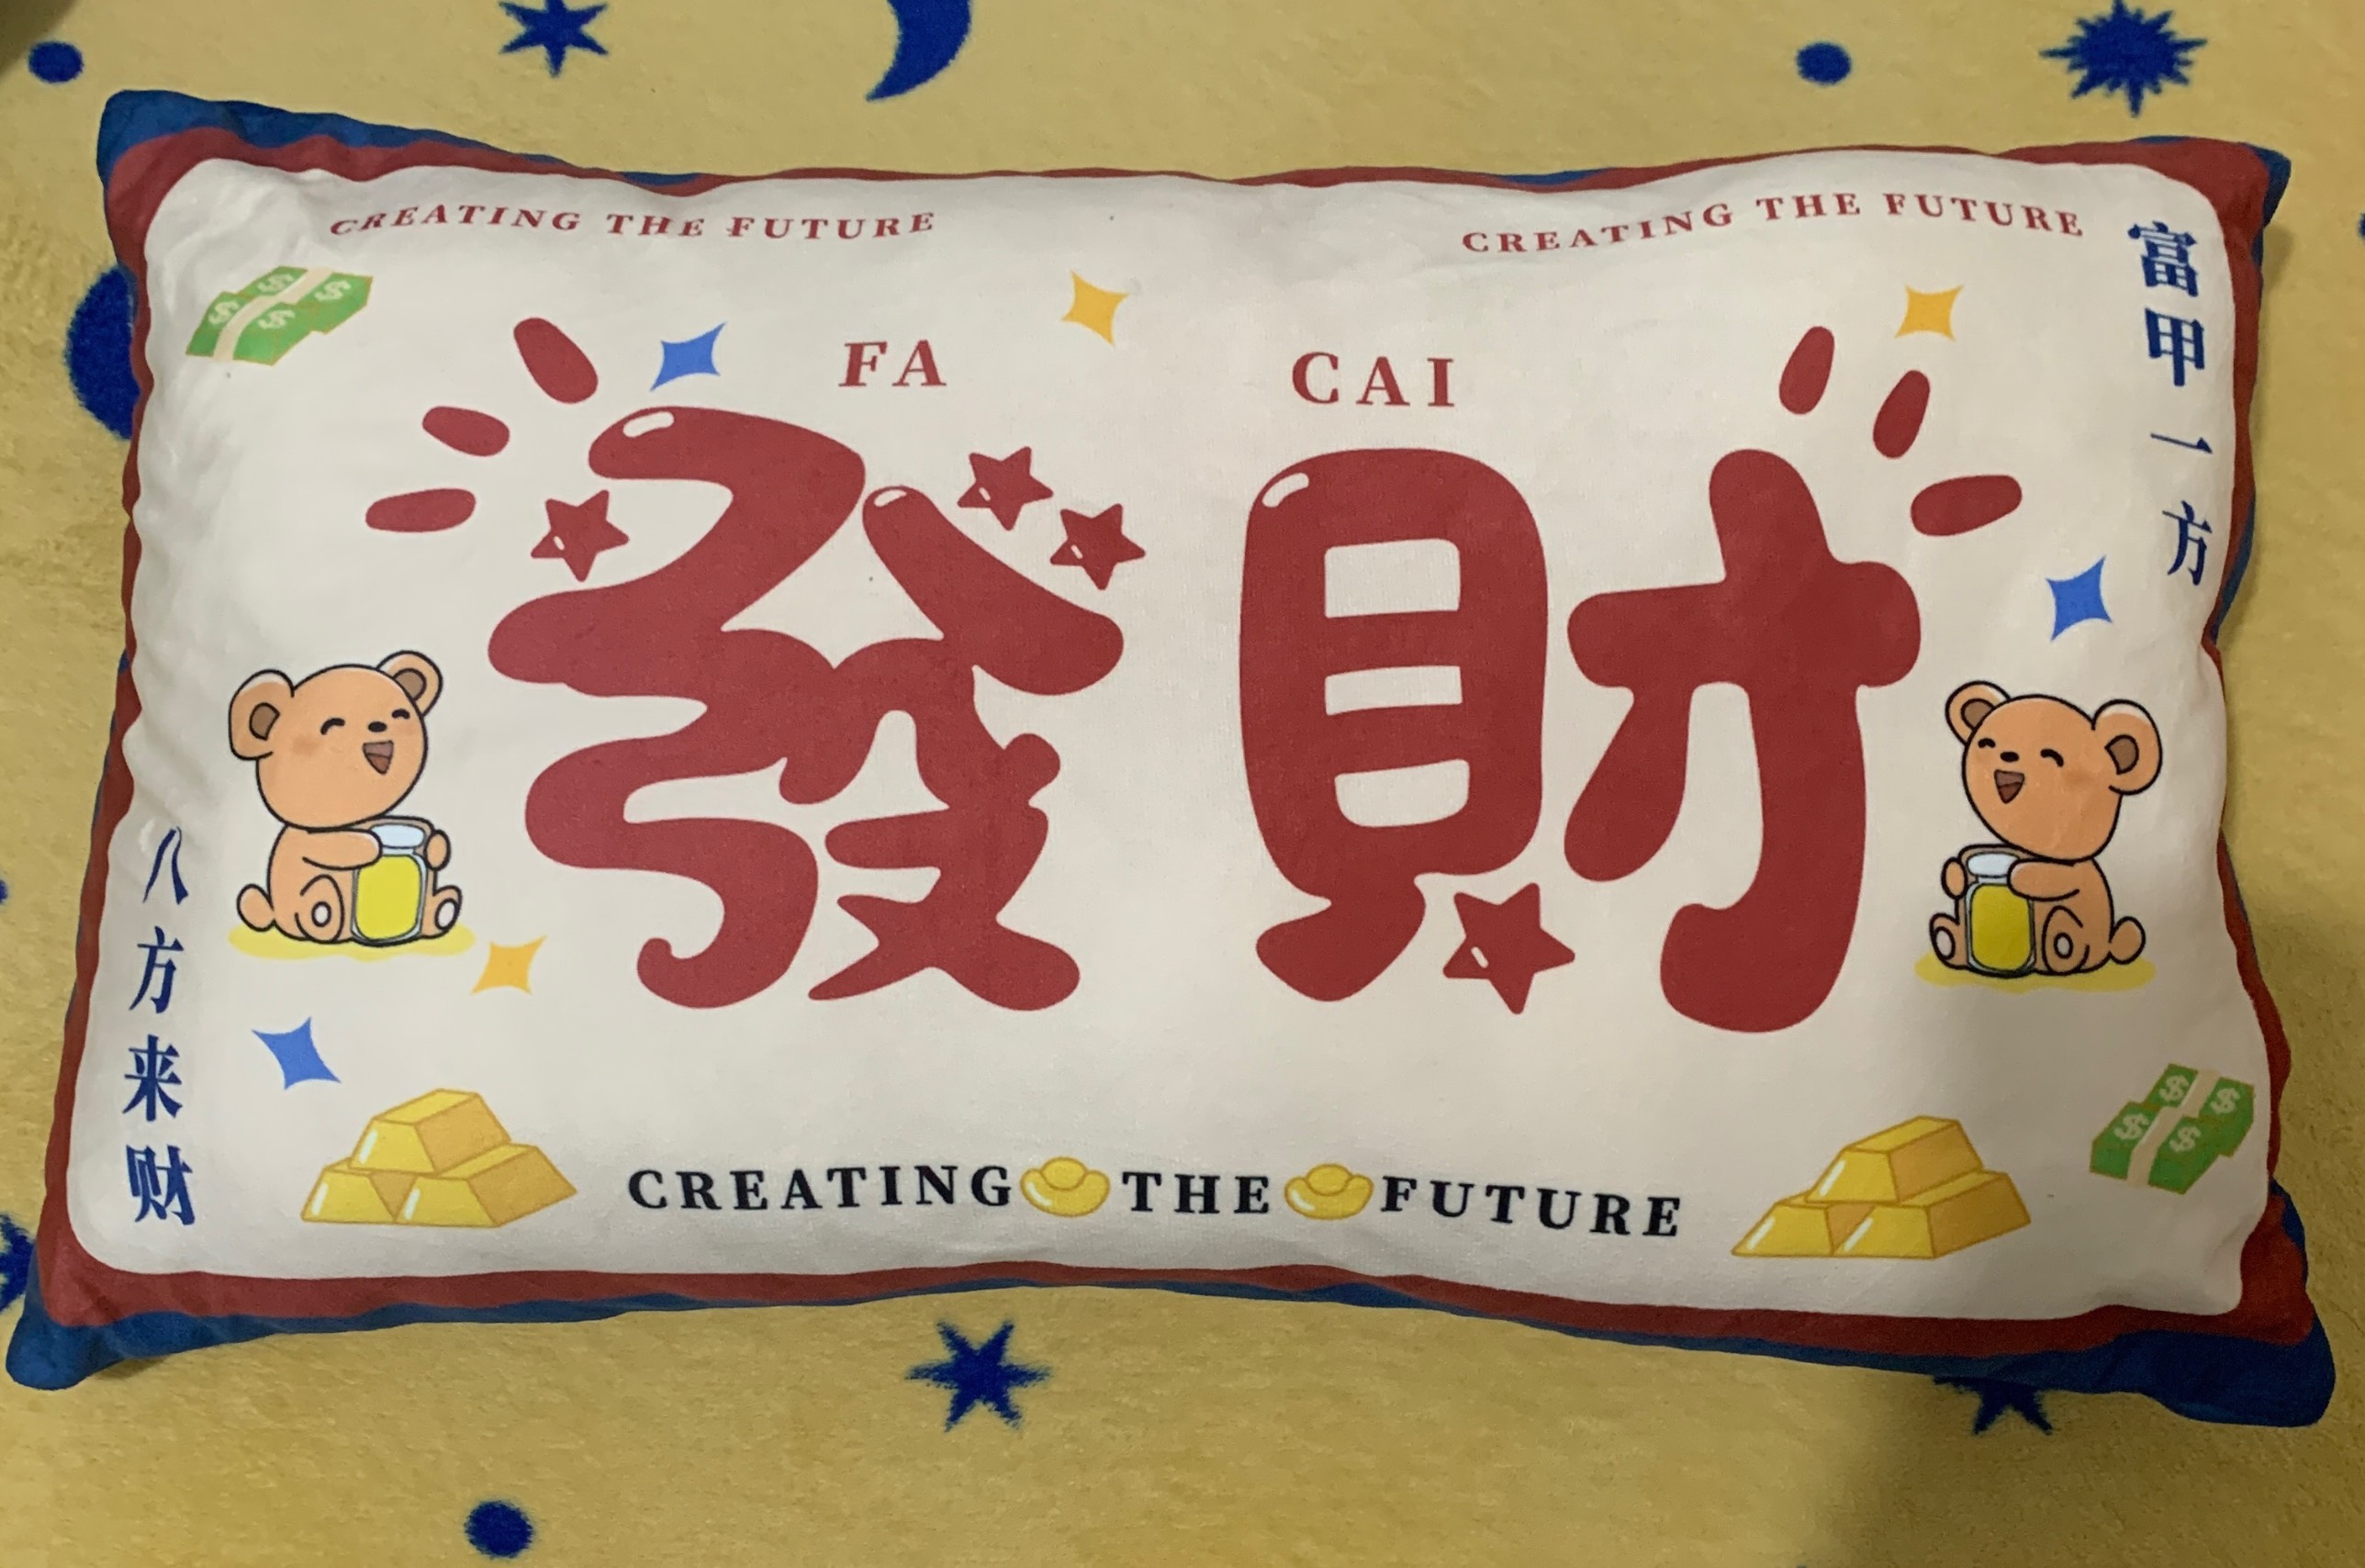 CREATING THE FUTURE
CREATING THE FUTURE
富甲一方
FA CAI
發財
八方来财
CREATING THE FUTURE